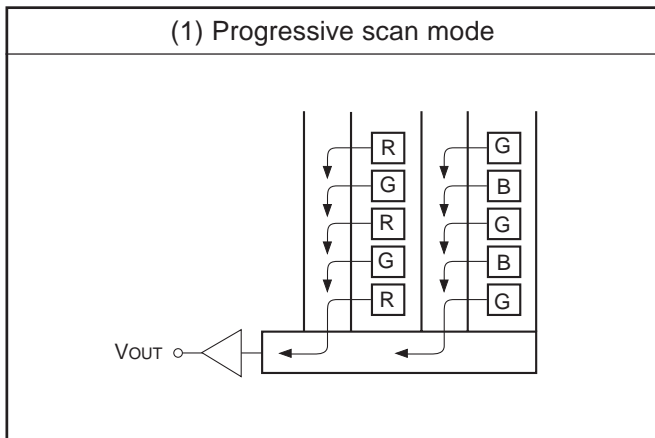 (1) Progressive scan mode
R G
G B
R G
G B
R G
VOUT